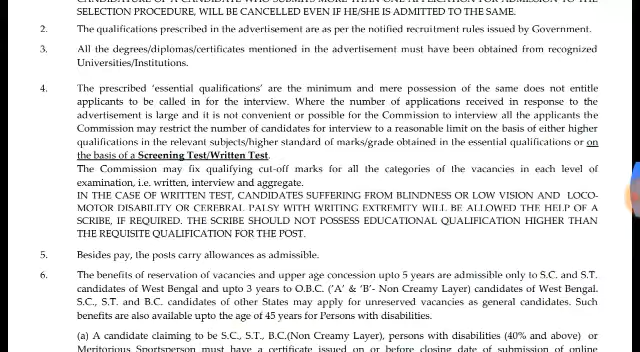 CANDIDATURE OF A CANDIDATE WHO SUBMITS MORE THAN ONE APPLICATION FOR ADMISSION TO THE
SELECTION PROCEDURE, WILL BE CANCELLED EVEN IF HE/SHE IS ADMITTED TO THE SAME.
2. The qualifications prescribed in the advertisement are as per the notified recruitment rules issued by Government.
3. All the degrees/diplomas/certificates mentioned in the advertisement must have been obtained from recognized
Universities/Institutions.
4. The prescribed 'essential qualifications' are the minimum and mere possession of the same does not entitle
applicants to be called in for the interview. Where the number of applications received in response to the
advertisement is large and it is not convenient or possible for the Commission to interview all the applicants the
Commission may restrict the number of candidates for interview to a reasonable limit on the basis of either higher
qualifications in the relevant subjects/higher standard of marks/grade obtained in the essential qualifications or on
the basis of a Screening Test/Written Test.
The Commission may fix qualifying cut-off marks for all the categories of the vacancies in each level of
examination, i.e. written, interview and aggregate.
IN THE CASE OF WRITTEN TEST, CANDIDATES SUFFERING FROM BLINDNESS OR LOW VISION AND LOCO-
MOTOR DISABILITY OR CEREBRAL PALSY WITH WRITING EXTREMITY WILL BE ALLOWED THE HELP OF A
SCRIBE, IF REQUIRED. THE SCRIBE SHOULD NOT POSSESS EDUCATIONAL QUALIFICATION HIGHER THAN
THE REQUISITE QUALIFICATION FOR THE POST.
5. Besides pay, the posts carry allowances as admissible.
6. The benefits of reservation of vacancies and upper age concession upto 5 years are admissible only to S.C. and S.T.
candidates of West Bengal and upto 3 years to O.B.C. ('A' & 'B'- Non Creamy Layer) candidates of West Bengal.
S.C., S.T. and B.C. candidates of other States may apply for unreserved vacancies as general candidates. Such
benefits are also available upto the age of 45 years for Persons with disabilities.
(a) A candidate claiming to be S.C., S.T., B.C.(Non Creamy Layer), persons with disabilities (40% and above) or
Meritorious Sportsperson must have a certificate issued on or before closing date of submission of online